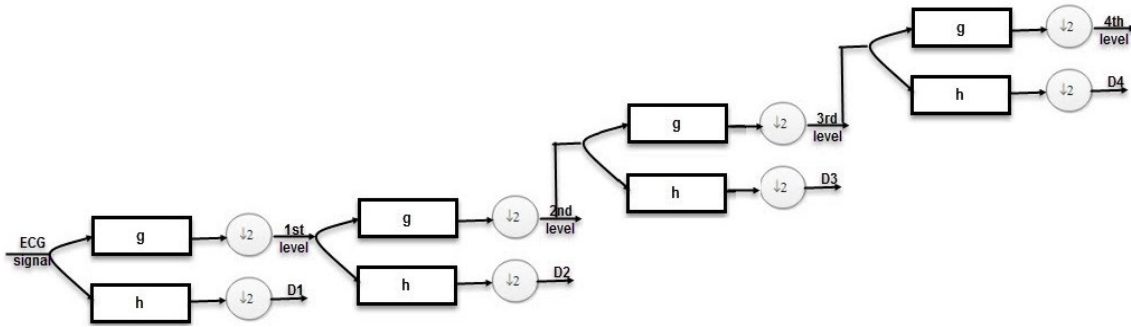 ECG
signal
g
↓2
1st
level
h
↓2
D1
g
↓2
2nd
level
h
↓2
D2
g
↓2
3rd
level
h
↓2
D3
g
↓2
4th
level
h
↓2
D4